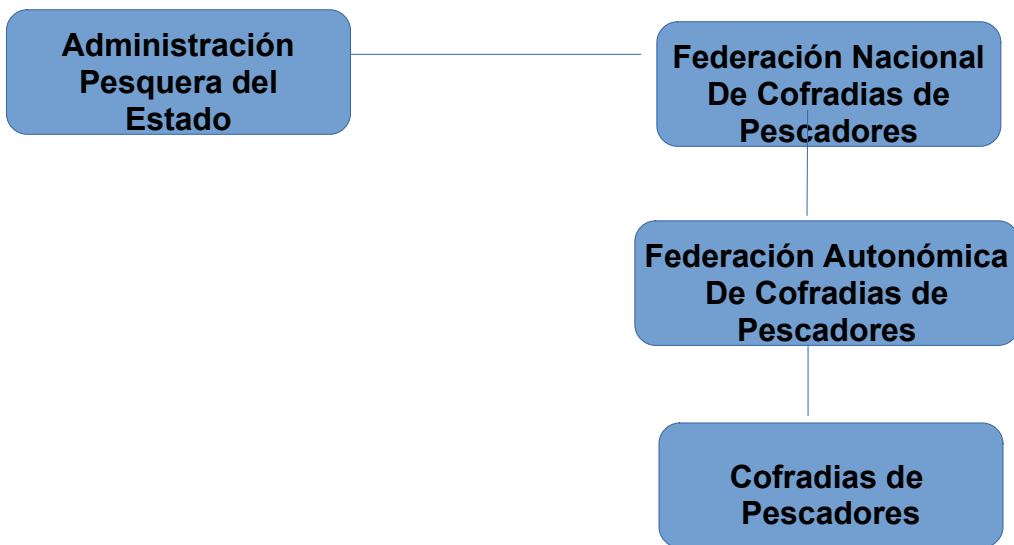 Administración
Pesquera del
Estado
Federación Nacional
De Cofradias de
Pescadores
Federación Autonómica
De Cofradias de
Pescadores
Cofradias de
Pescadores